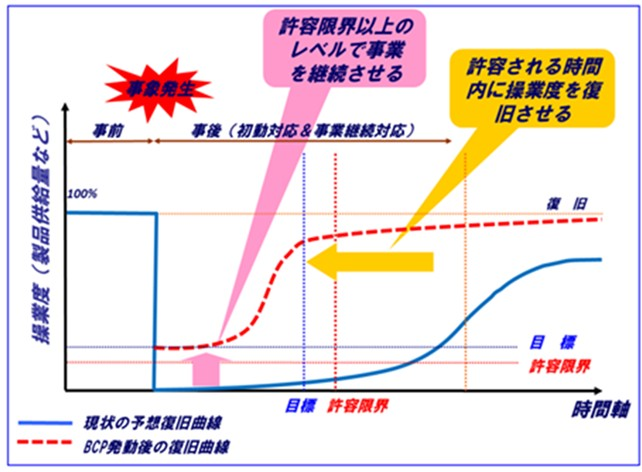 許容限界以上の
レベルで事業
を継続させる
許容される時間
内に操業度を復
旧させる
事象発生
事前
事後(初動対応&事業継続対応)
100%
復 旧
操業度(製品供給量など)
目 標
許容限界
目標 許容限界
時間軸
現状の予想復旧曲線
BCP発動後の復旧曲線